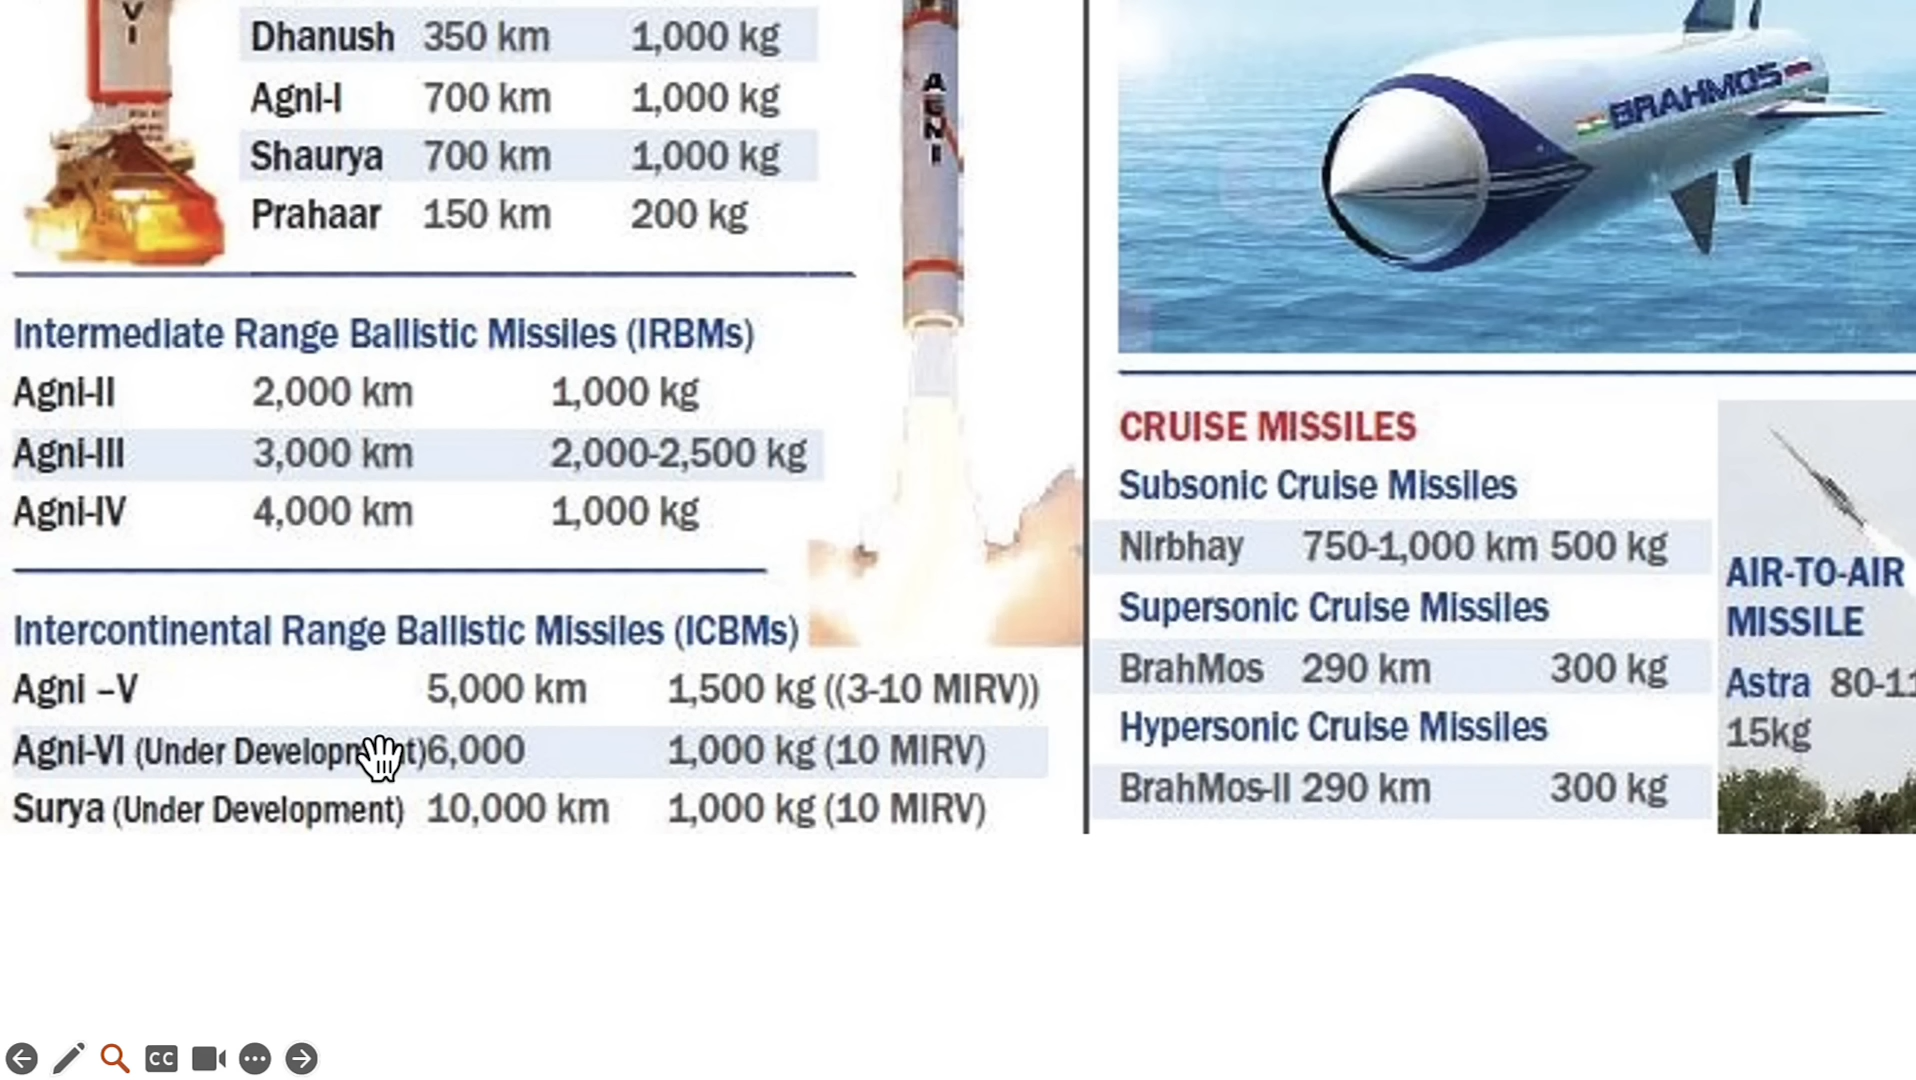 VI
Dhanush 350 km 1,000 kg
Agni-I 700 km 1,000 kg
Shaurya 700 km 1,000 kg
Prahaar 150 km 200 kg
AGNI
Intermediate Range Ballistic Missiles (IRBMs)
Agni-II 2,000 km 1,000 kg
Agni-III 3,000 km 2,000-2,500 kg
Agni-IV 4,000 km 1,000 kg
Intercontinental Range Ballistic Missiles (ICBMs)
Agni –V 5,000 km 1,500 kg ((3-10 MIRV))
Agni-VI (Under Development) 6,000 1,000 kg (10 MIRV)
Surya (Under Development) 10,000 km 1,000 kg (10 MIRV)
BRAHMOS
CRUISE MISSILES
Subsonic Cruise Missiles
Nirbhay 750-1,000 km 500 kg
Supersonic Cruise Missiles
BrahMos 290 km 300 kg
Hypersonic Cruise Missiles
BrahMos-II 290 km 300 kg
AIR-TO-AIR
MISSILE
Astra 80-11
15kg
CC